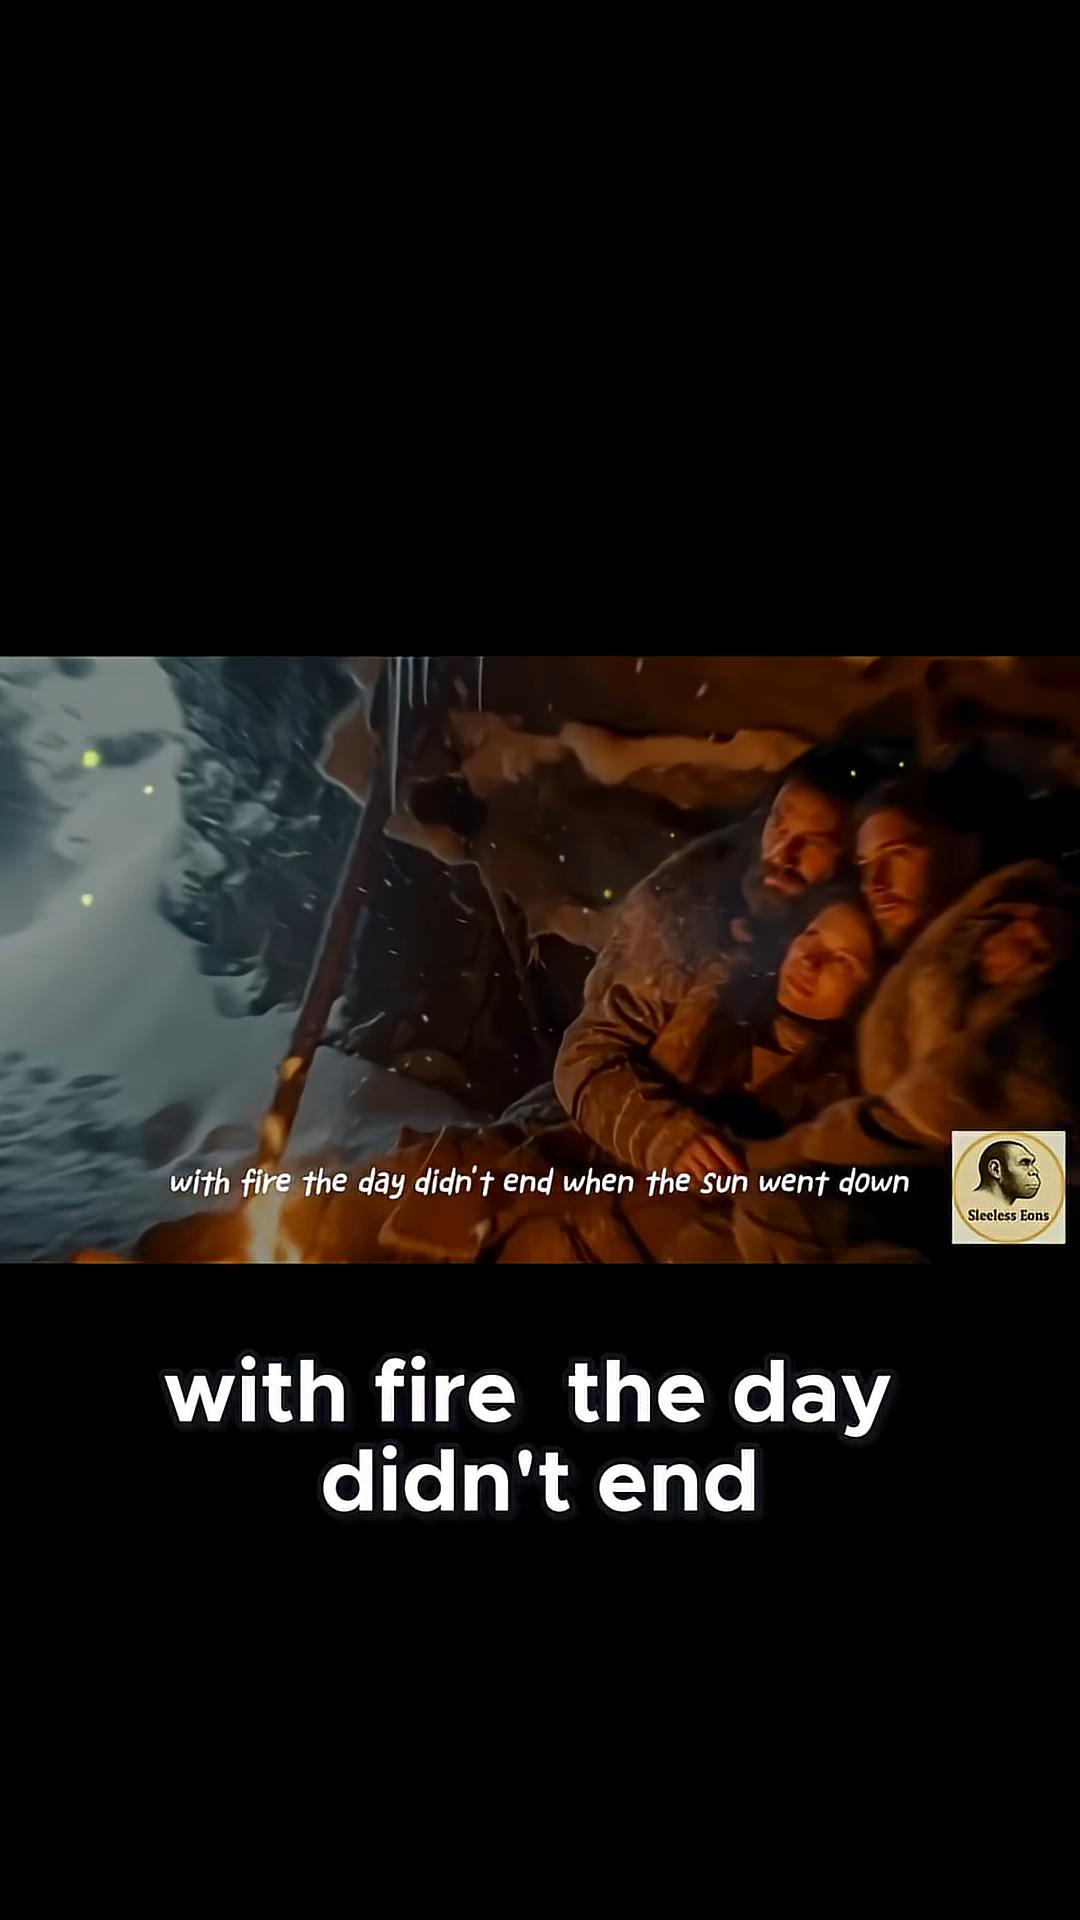 with fire the day didn't end when the sun went down
Sleeless Eons
with fire  the day
didn't end